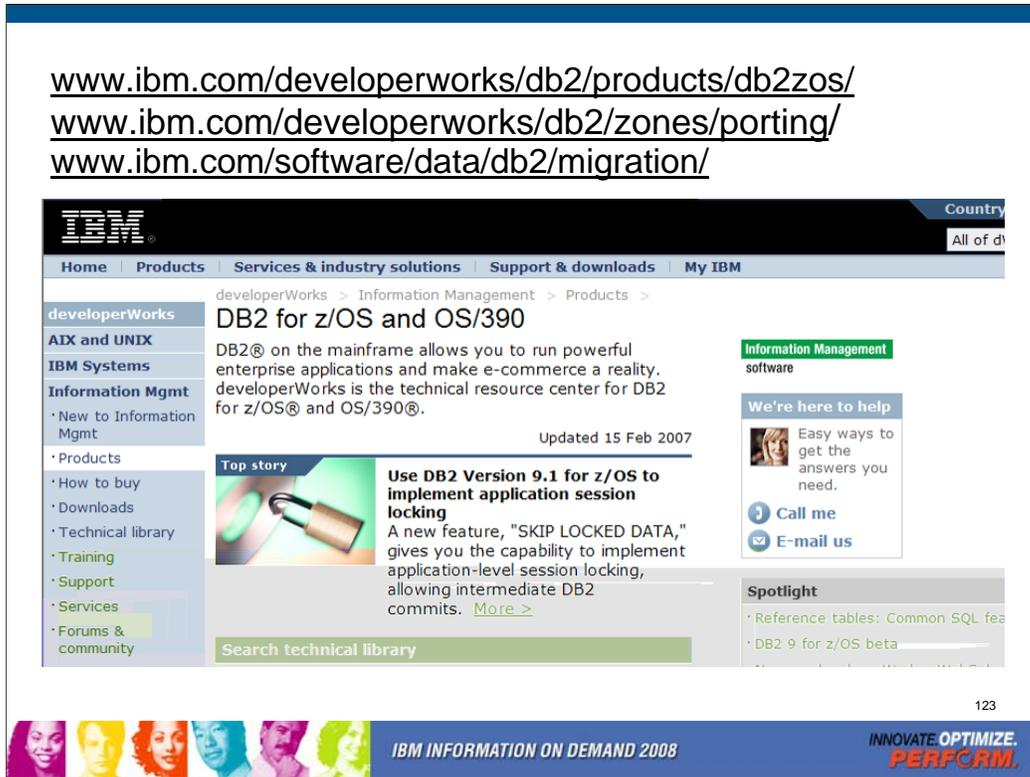 www.ibm.com/developerworks/db2/products/db2zos/
www.ibm.com/developerworks/db2/zones/porting/
www.ibm.com/software/data/db2/migration/
IBM®
Country
All of
Home | Products | Services & industry solutions | Support & downloads | My IBM
developerWorks > Information Management > Products >
DB2 for z/OS and OS/390
DB2® on the mainframe allows you to run powerful
enterprise applications and make e-commerce a reality.
developerWorks is the technical resource center for DB2
for z/OS® and OS/390®.
Updated 15 Feb 2007
developerWorks
AIX and UNIX
IBM Systems
Information Mgmt
· New to Information
Mgmt
· Products
· How to buy
· Downloads
· Technical library
· Training
· Support
· Services
· Forums &
community
Top story
Use DB2 Version 9.1 for z/OS to
implement application session
locking
A new feature, "SKIP LOCKED DATA,"
gives you the capability to implement
application-level session locking,
allowing intermediate DB2
commits. More >
Search technical library
Information Management
software
We're here to help
Easy ways to
get the
answers you
need.
Call me
E-mail us
Spotlight
· Reference tables: Common SQL fea
· DB2 9 for z/OS beta
123
IBM INFORMATION ON DEMAND 2008
INNOVATE.OPTIMIZE.
PERFORM.